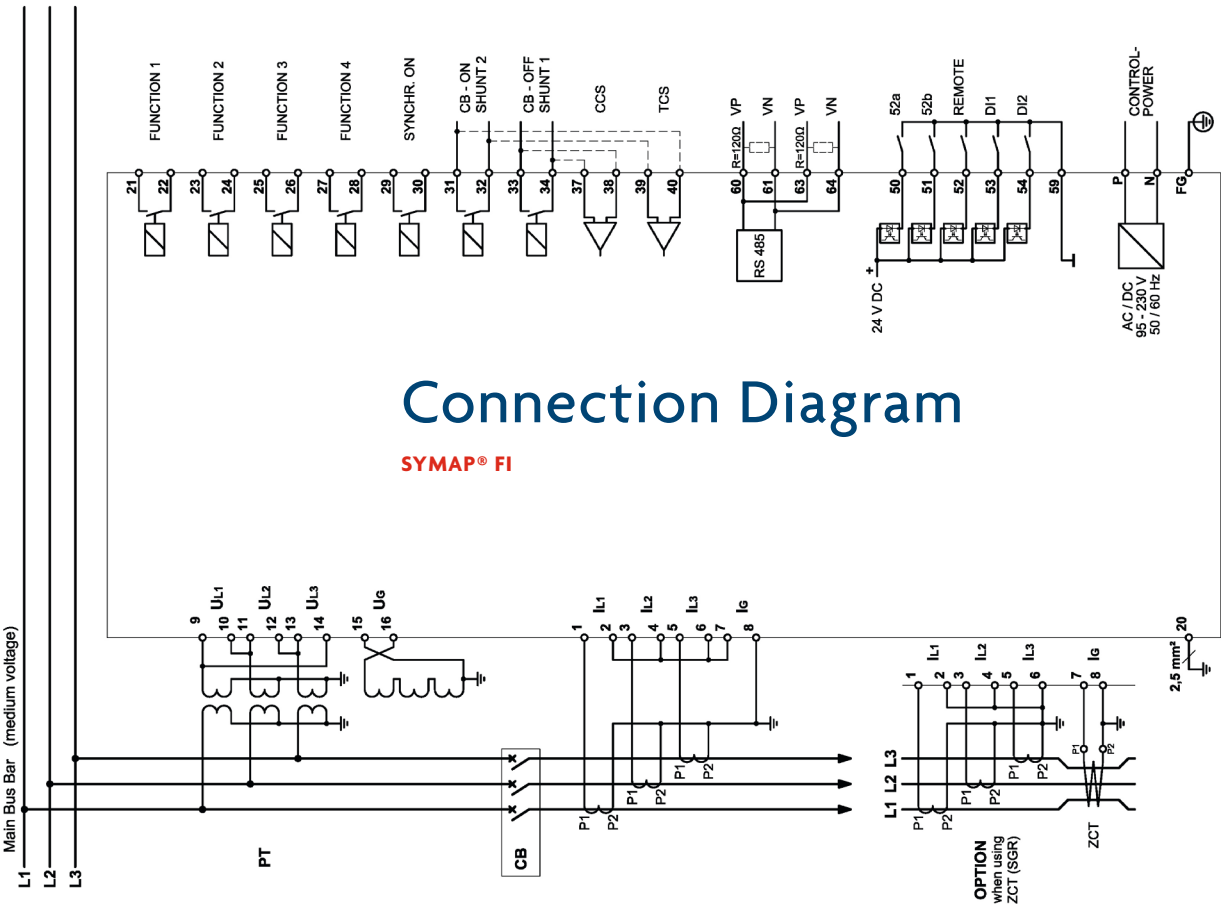 FUNCTION 1
FUNCTION 2
FUNCTION 3
FUNCTION 4
SYNCHR. ON
CB - ON
SHUNT 2
CB - OFF
SHUNT 1
CCS
TCS
VP
VN
VP
VN
R=120Ω
R=120Ω
52a
52b
REMOTE
DI1
DI2
CONTROL-
POWER
21
22
23
24
25
26
27
28
29
30
31
32
33
34
37
38
39
40
60
61
63
64
50
51
52
53
54
59
P
N
FG
RS 485
24 V DC
+
AC / DC
95 - 230 V
50 / 60 Hz
Connection Diagram
SYMAP® FI
9
UL1
10
11
UL2
12
13
UL3
14
15
UG
16
1
IL1
2
3
IL2
4
5
IL3
6
7
IG
8
20
2,5 mm²
Main Bus Bar (medium voltage)
L1
L2
L3
PT
CB
P1
P2
P1
P2
P1
P2
1
IL1
2
3
IL2
4
5
IL3
6
7
IG
8
L3
L2
L1
P1
P2
P1
P2
P1
P2
P1
P2
ZCT
OPTION
when using
ZCT (SGR)